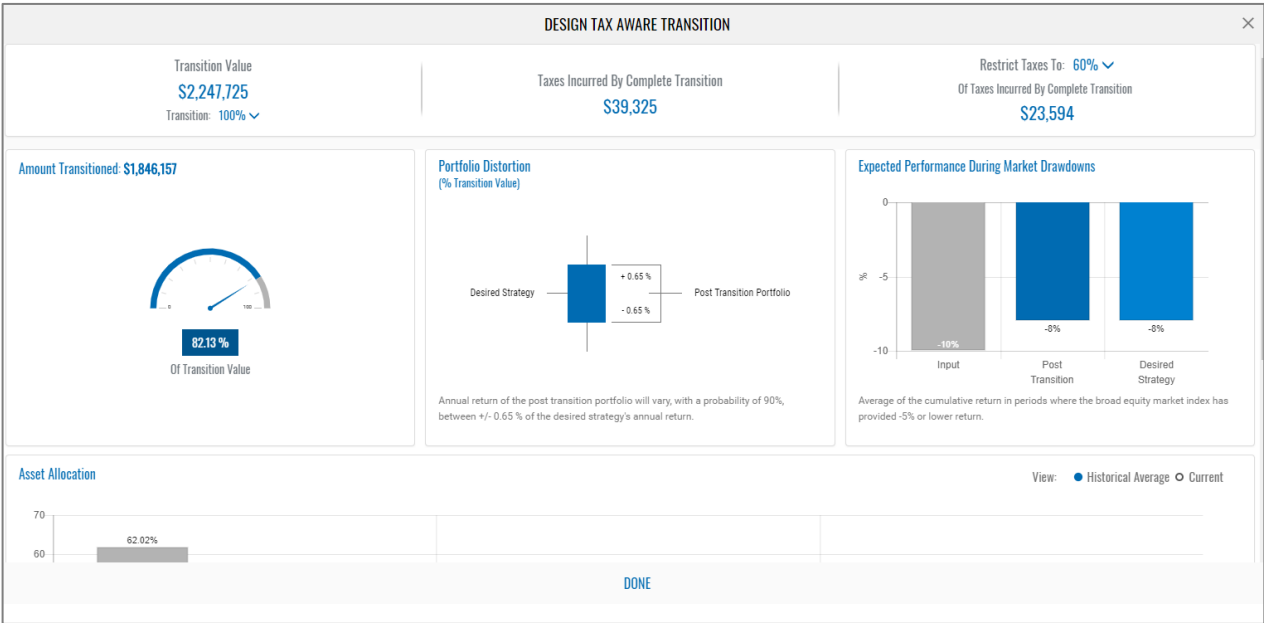 DESIGN TAX AWARE TRANSITION
Transition Value
$2,247,725
Transition: 100%
Taxes Incurred By Complete Transition
$39,325
Restrict Taxes To: 60%
Of Taxes Incurred By Complete Transition
$23,594
Amount Transitioned: $1,846,157
0
100
82.13 %
Of Transition Value
Portfolio Distortion
(% Transition Value)
Desired Strategy
+ 0.65 %
- 0.65 %
Post Transition Portfolio
Annual return of the post transition portfolio will vary, with a probability of 90%,
between +/- 0.65 % of the desired strategy's annual return.
Expected Performance During Market Drawdowns
0
%
-5
-10
-10%
-8%
-8%
Input
Post
Transition
Desired
Strategy
Average of the cumulative return in periods where the broad equity market index has
provided -5% or lower return.
Asset Allocation
View: Historical Average Current
70
62.02%
60
DONE